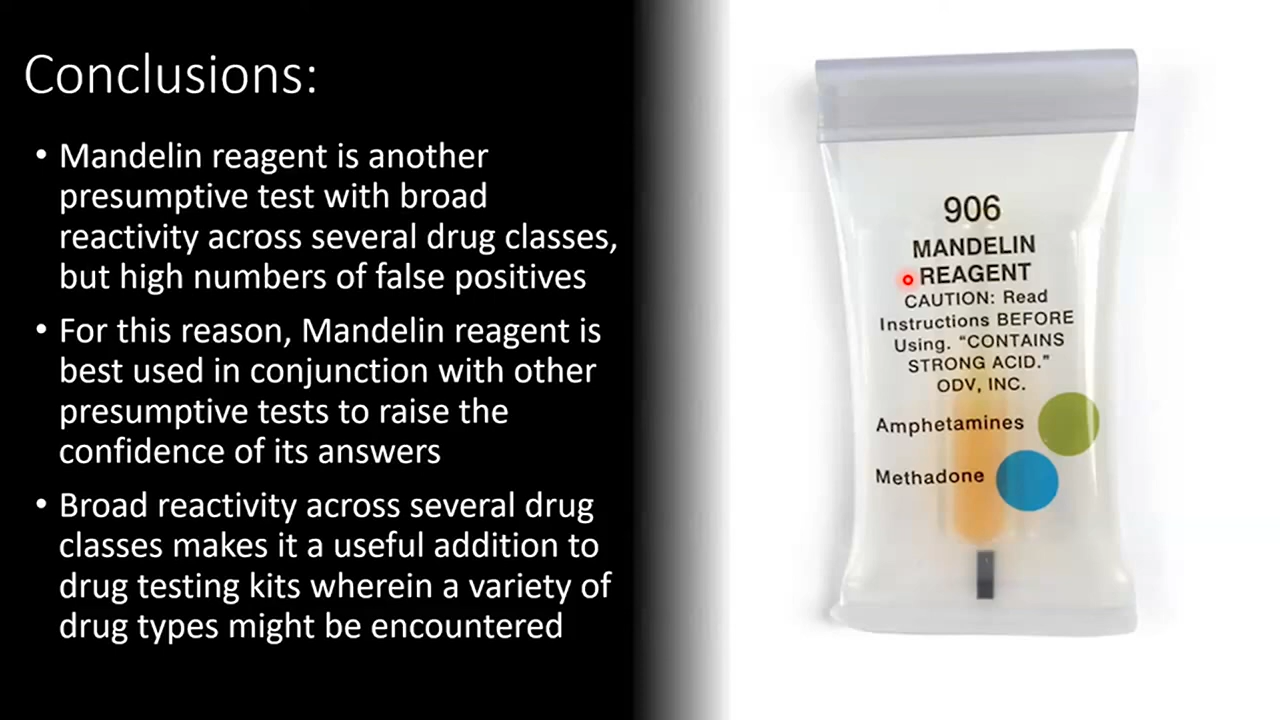 Conclusions:
• Mandelin reagent is another
presumptive test with broad
reactivity across several drug classes,
but high numbers of false positives
• For this reason, Mandelin reagent is
best used in conjunction with other
presumptive tests to raise the
confidence of its answers
• Broad reactivity across several drug
classes makes it a useful addition to
drug testing kits wherein a variety of
drug types might be encountered
906
MANDELIN
REAGENT
CAUTION: Read
Instructions BEFORE
Using. “CONTAINS
STRONG ACID.”
ODV, INC.
Amphetamines
Methadone